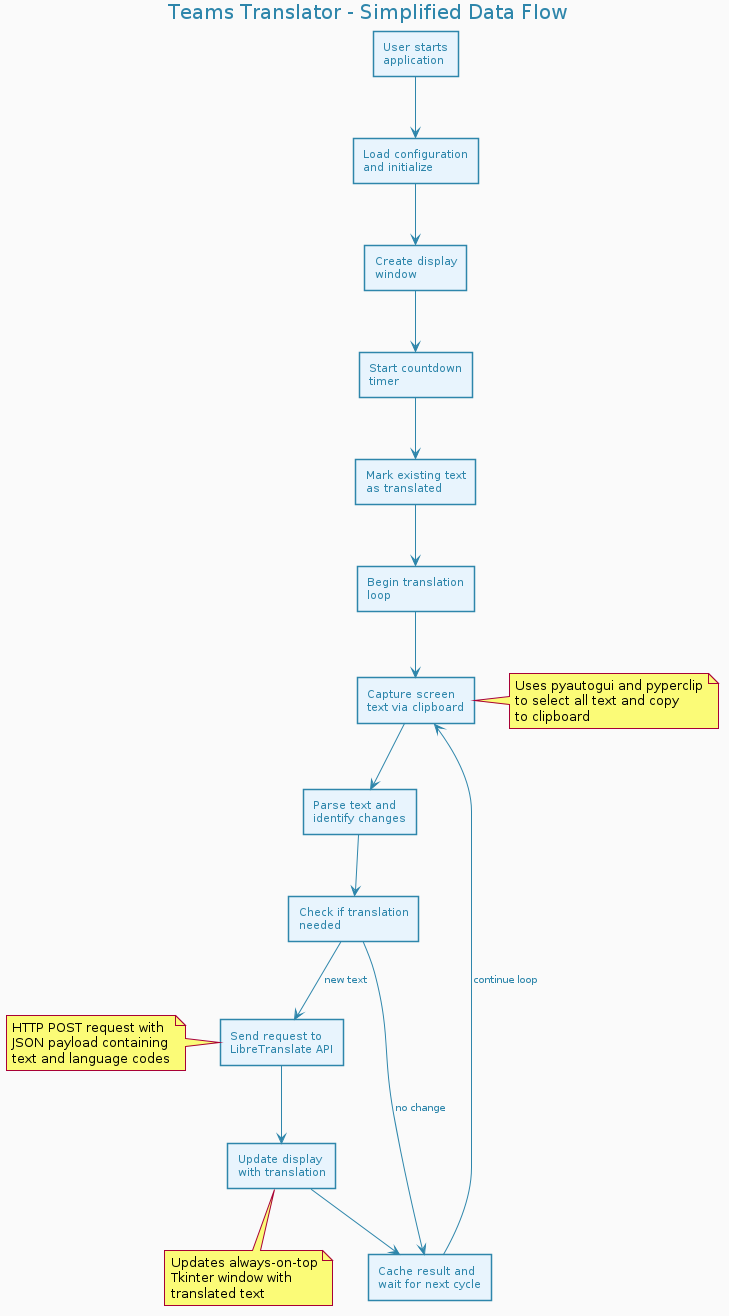 Teams Translator - Simplified Data Flow
User starts
application
Load configuration
and initialize
Create display
window
Start countdown
timer
Mark existing text
as translated
Begin translation
loop
Capture screen
text via clipboard
Uses pyautogui and pyperclip
to select all text and copy
to clipboard
Parse text and
identify changes
Check if translation
needed
new text
continue loop
HTTP POST request with
JSON payload containing
text and language codes
Send request to
LibreTranslate API
no change
Update display
with translation
Updates always-on-top
Tkinter window with
translated text
Cache result and
wait for next cycle